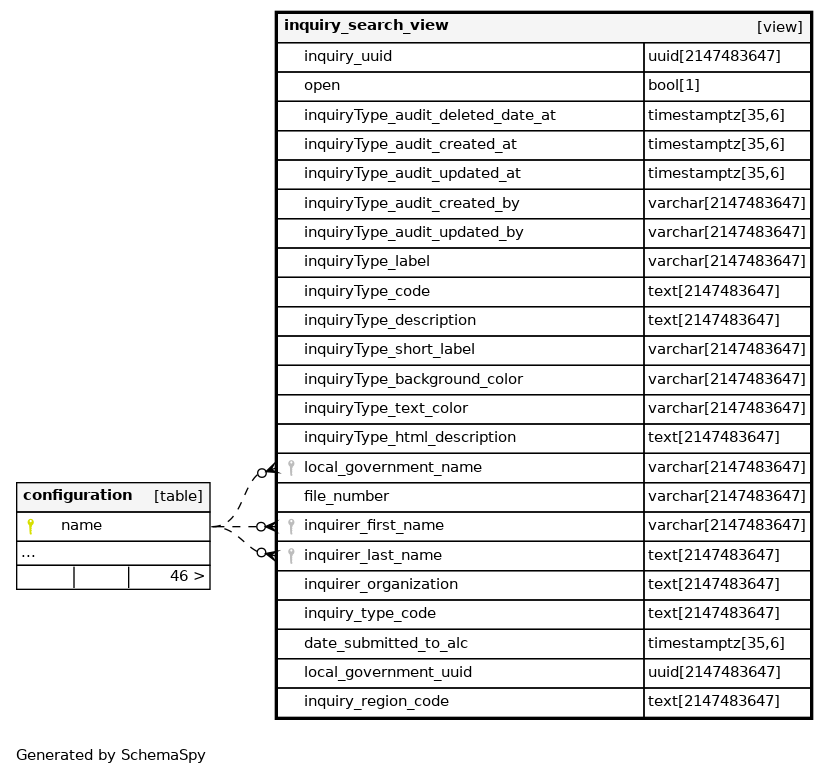 inquiry_search_view [view]
inquiry_uuid uuid[2147483647]
open bool[1]
inquiryType_audit_deleted_date_at timestamptz[35,6]
inquiryType_audit_created_at timestamptz[35,6]
inquiryType_audit_updated_at timestamptz[35,6]
inquiryType_audit_created_by varchar[2147483647]
inquiryType_audit_updated_by varchar[2147483647]
inquiryType_label varchar[2147483647]
inquiryType_code text[2147483647]
inquiryType_description text[2147483647]
inquiryType_short_label varchar[2147483647]
inquiryType_background_color varchar[2147483647]
inquiryType_text_color varchar[2147483647]
inquiryType_html_description text[2147483647]
local_government_name varchar[2147483647]
file_number varchar[2147483647]
inquirer_first_name varchar[2147483647]
inquirer_last_name text[2147483647]
inquirer_organization text[2147483647]
inquiry_type_code text[2147483647]
date_submitted_to_alc timestamptz[35,6]
local_government_uuid uuid[2147483647]
inquiry_region_code text[2147483647]
configuration [table]
name
...
46 >
Generated by SchemaSpy